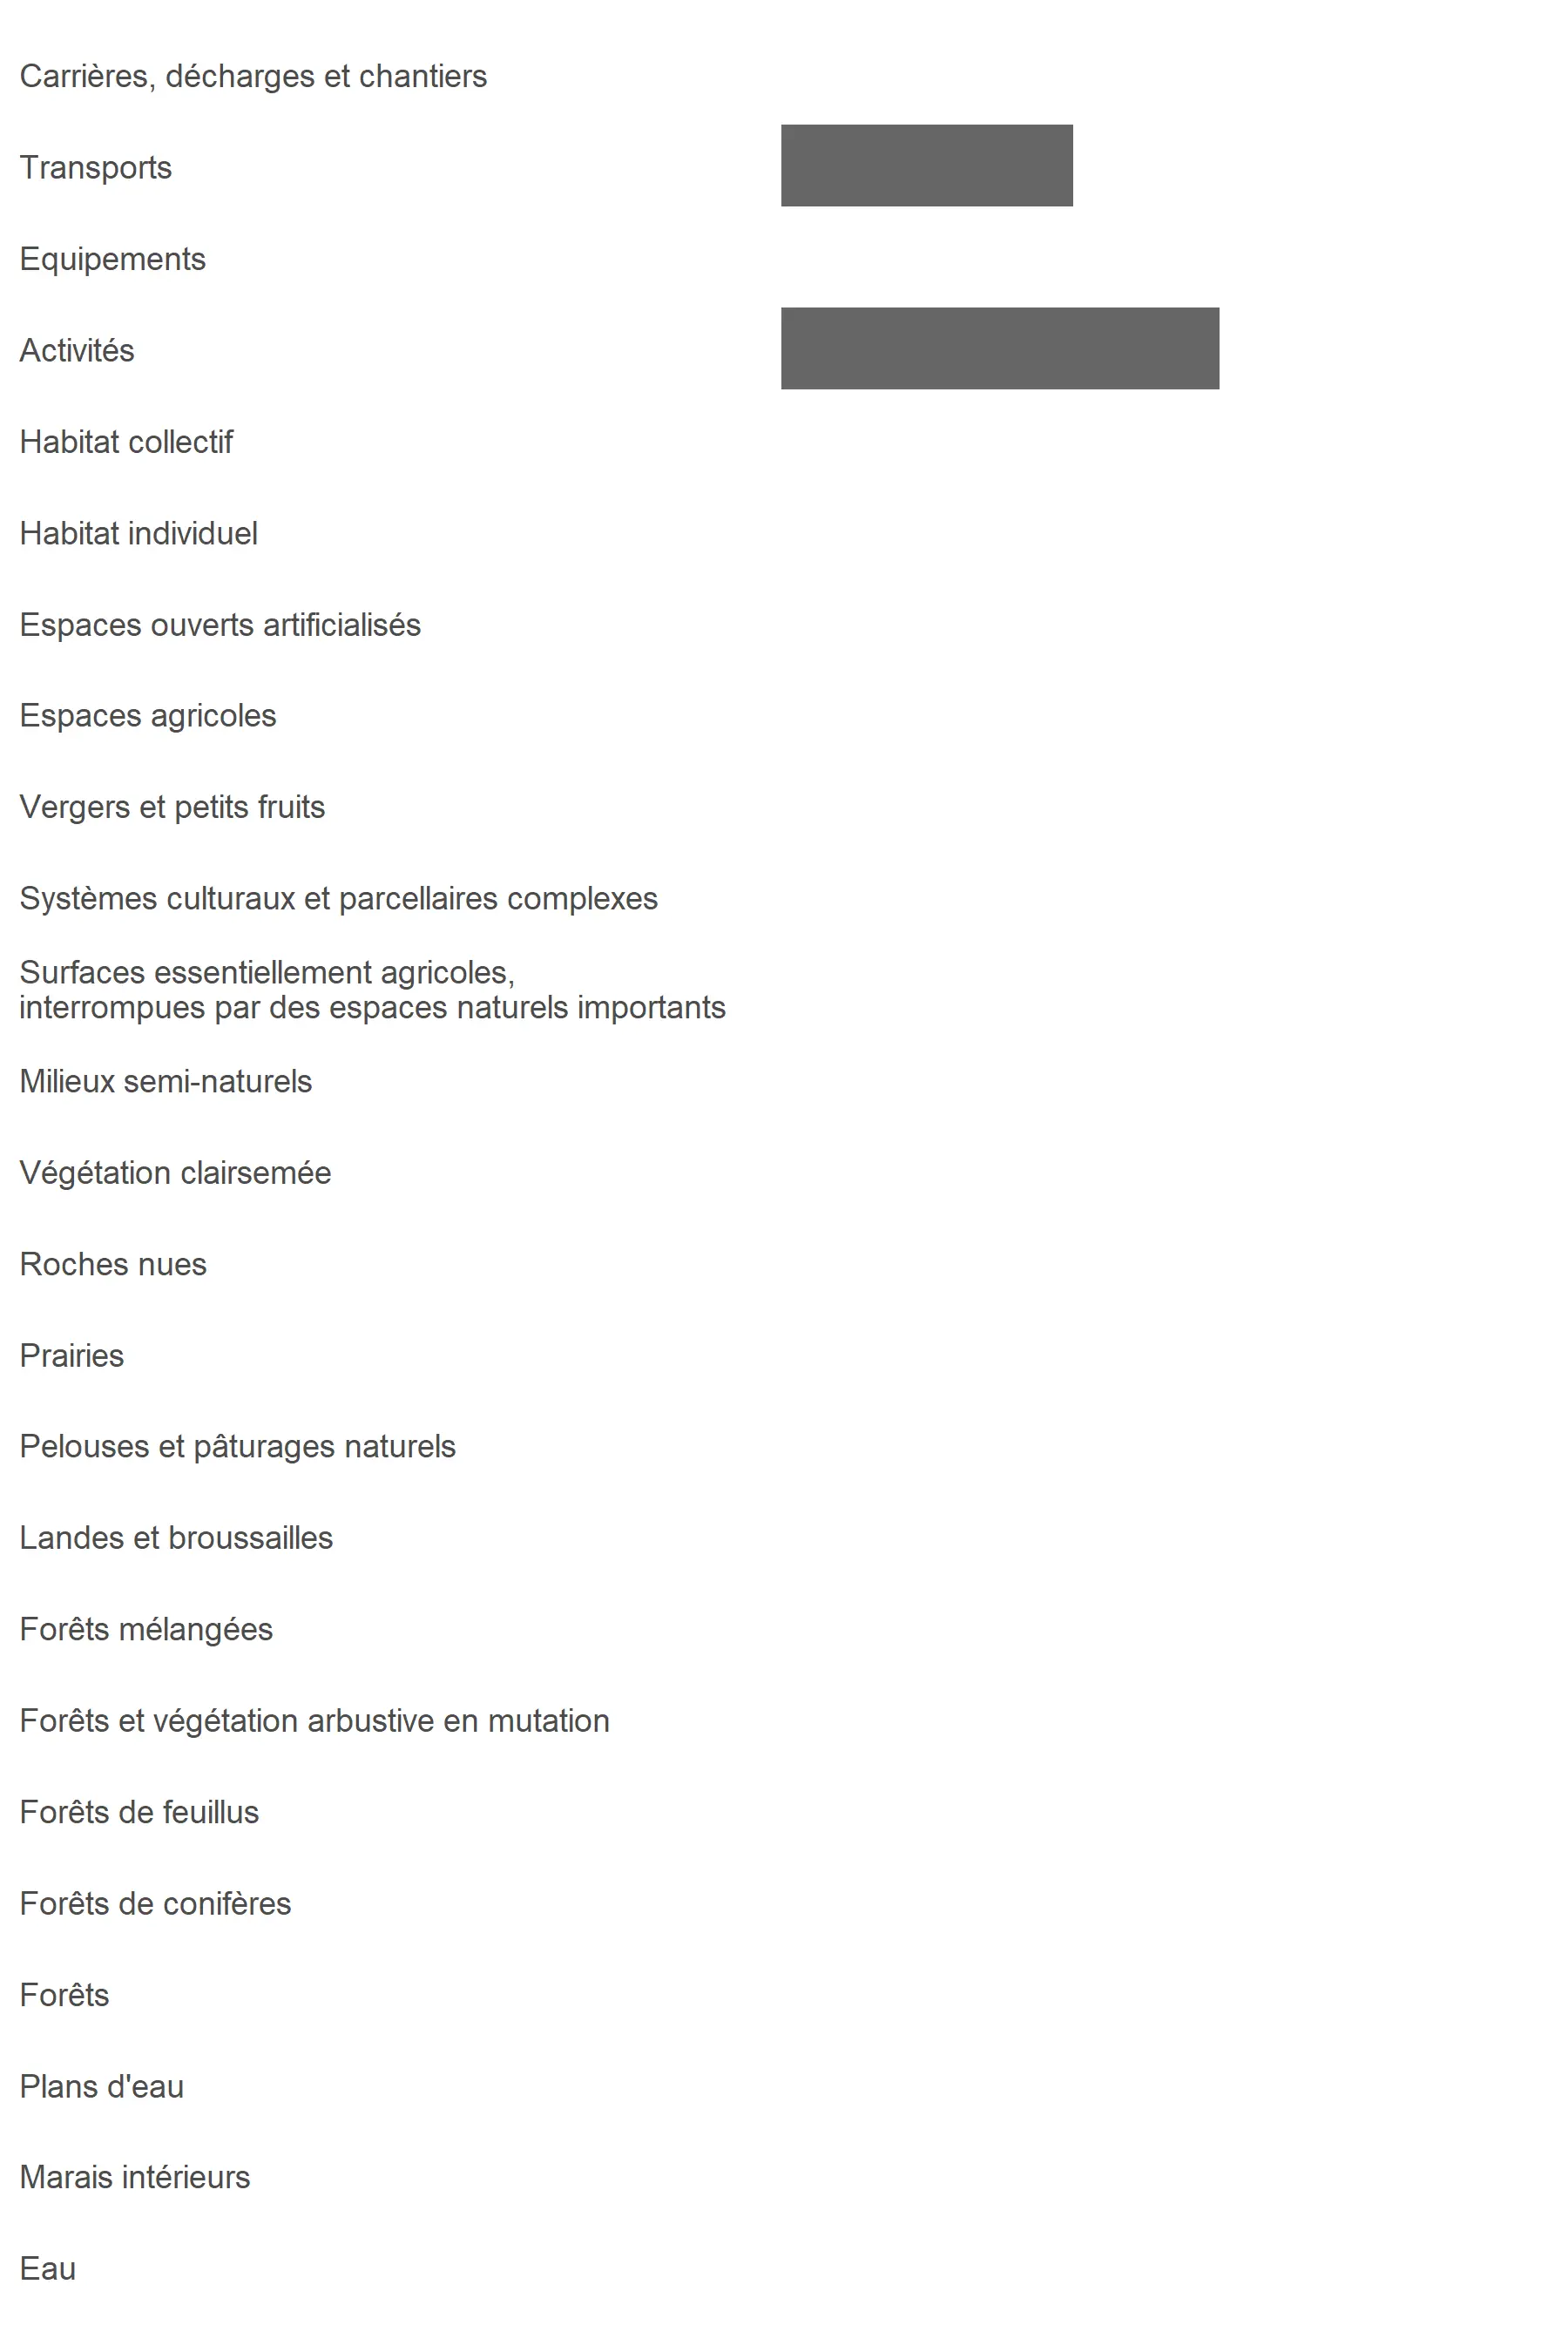 Carrières, décharges et chantiers
Transports
Equipements
Activités
Habitat collectif
Habitat individuel
Espaces ouverts artificialisés
Espaces agricoles
Vergers et petits fruits
Systèmes culturaux et parcellaires complexes
Surfaces essentiellement agricoles,
interrompues par des espaces naturels importants
Milieux semi-naturels
Végétation clairsemée
Roches nues
Prairies
Pelouses et pâturages naturels
Landes et broussailles
Forêts mélangées
Forêts et végétation arbustive en mutation
Forêts de feuillus
Forêts de conifères
Forêts
Plans d'eau
Marais intérieurs
Eau